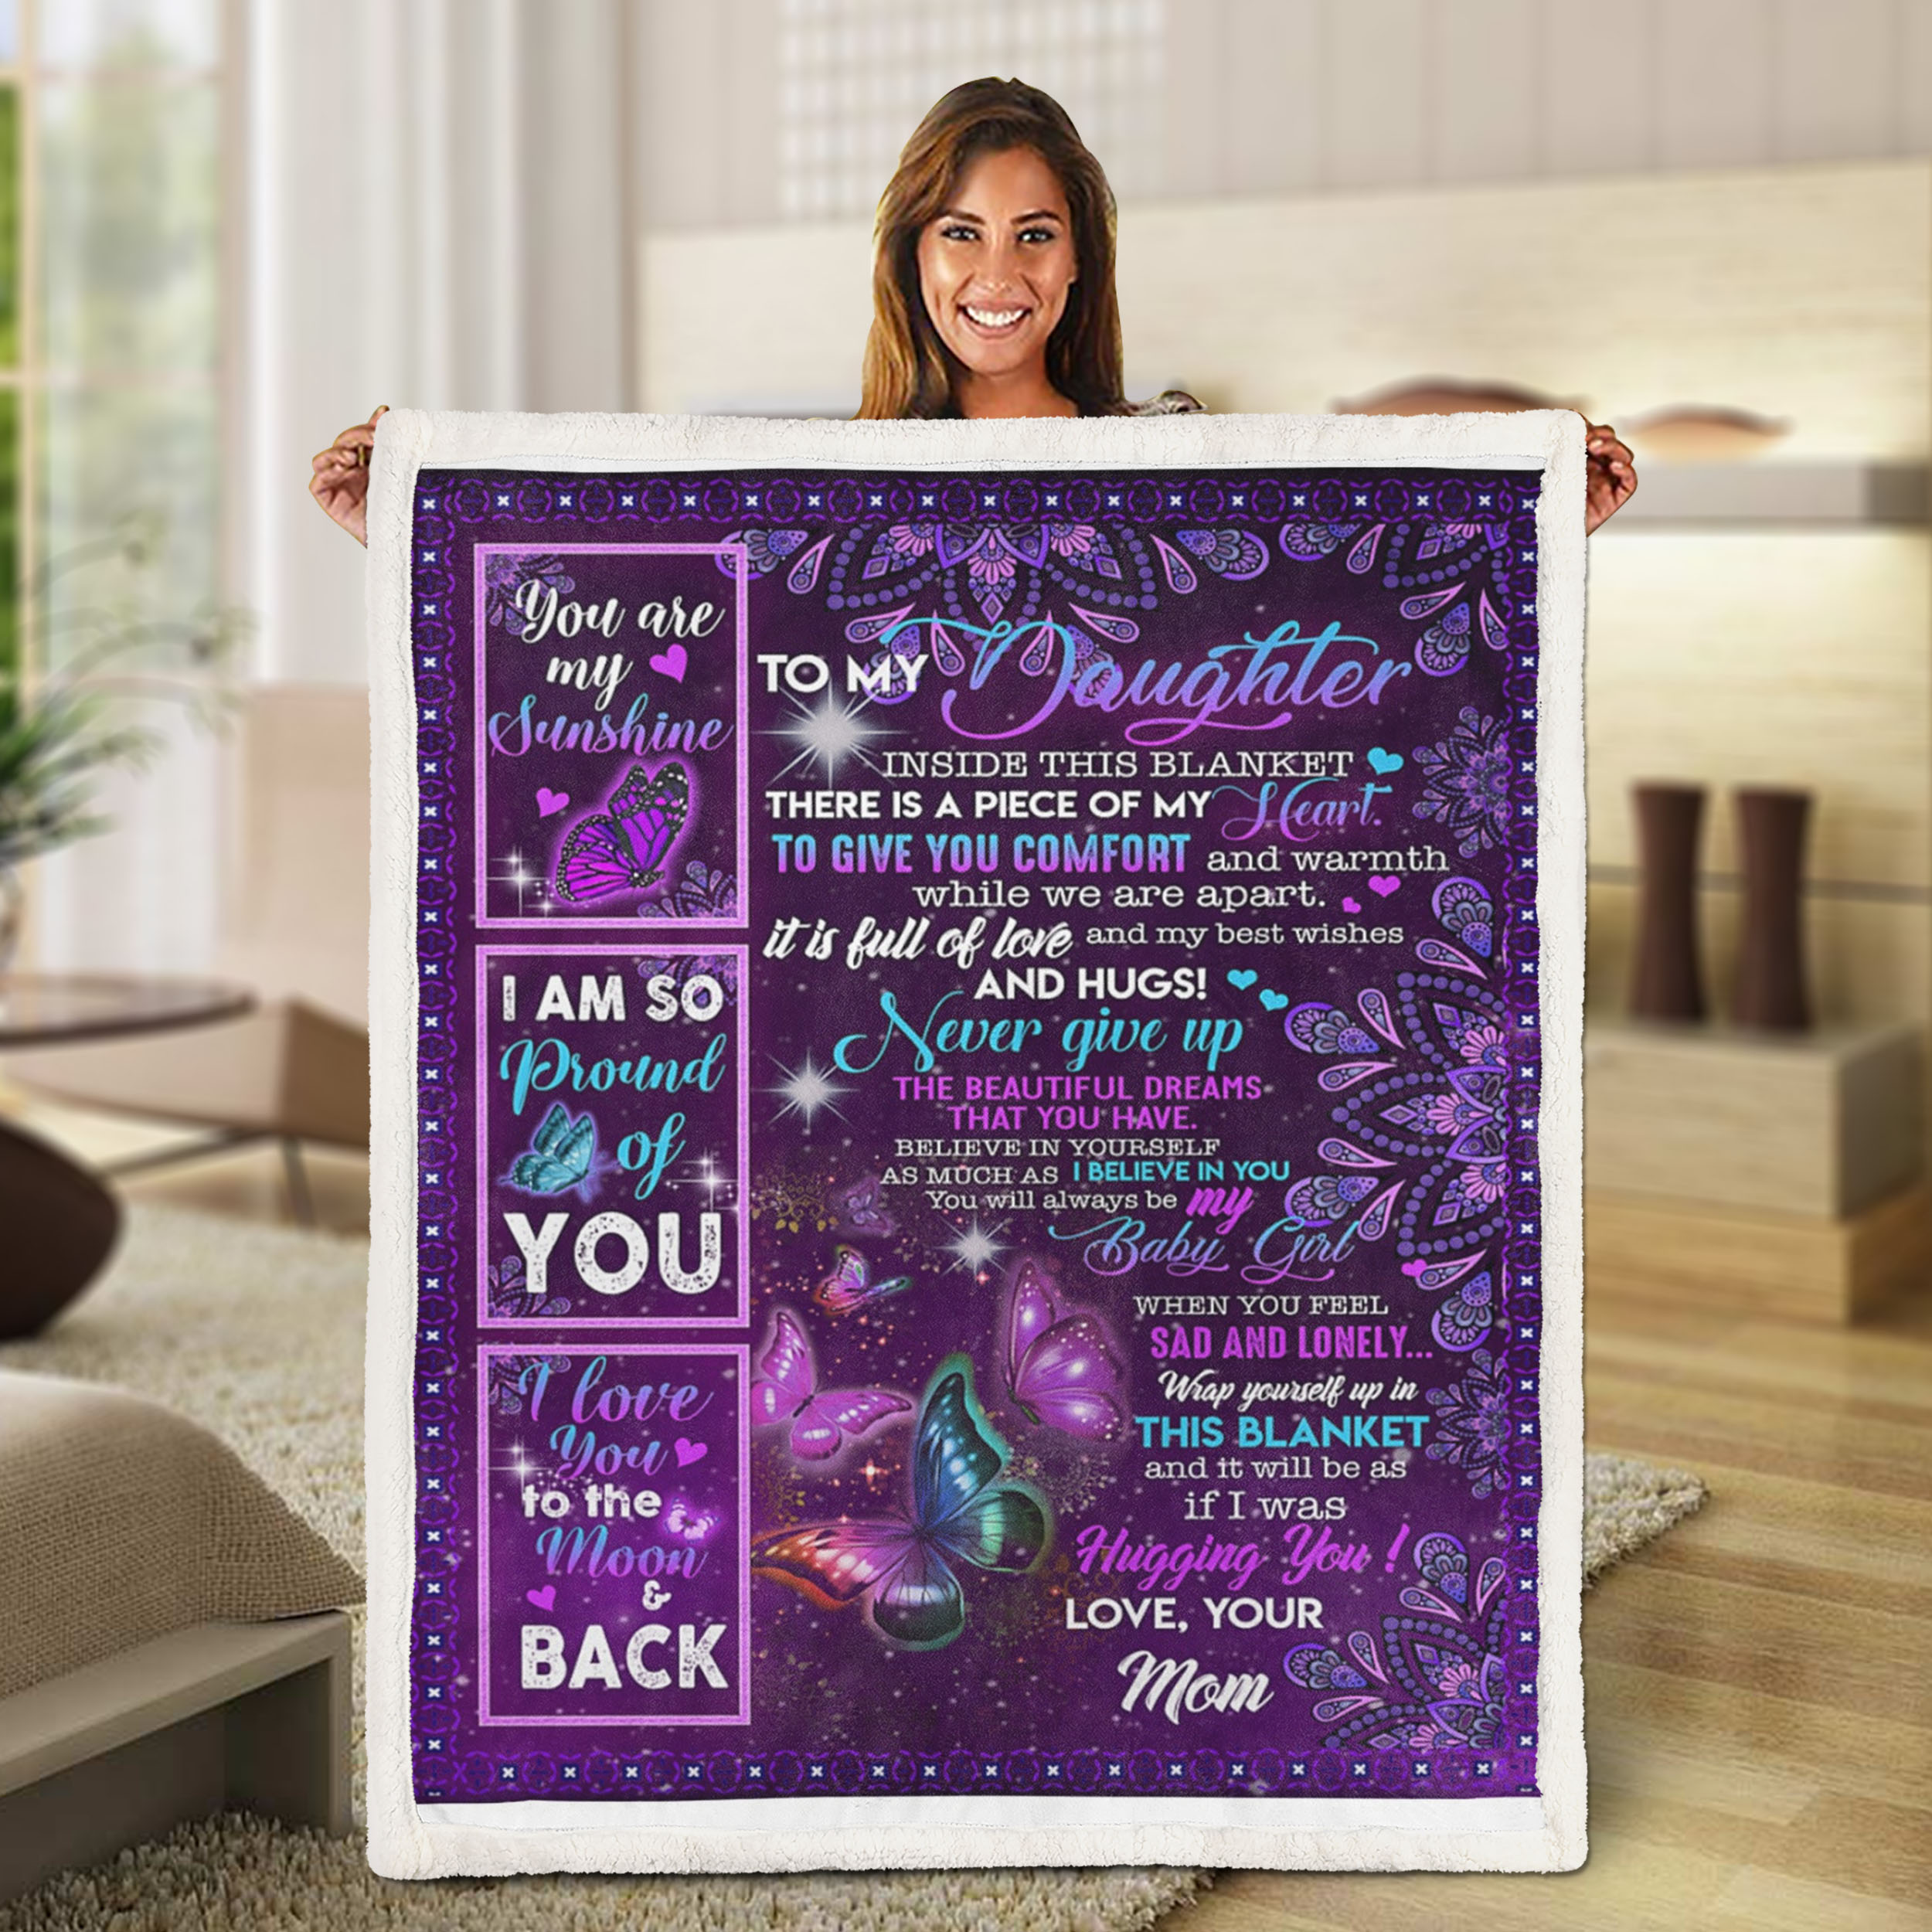 You are
my
Sunshine
I AM SO
Pround
of
YOU
I love
You
to the
Moon
&
BACK
TO MY Daughter
INSIDE THIS BLANKET
THERE IS A PIECE OF MY Heart.
TO GIVE YOU COMFORT and warmth
while we are apart.
it is full of love and my best wishes
AND HUGS!
Never give up
THE BEAUTIFUL DREAMS
THAT YOU HAVE.
BELIEVE IN YOURSELF
AS MUCH AS I BELIEVE IN YOU
You will always be my
Baby Girl
WHEN YOU FEEL
SAD AND LONELY...
Wrap yourself up in
THIS BLANKET
and it will be as
if I was
Hugging You !
LOVE, YOUR
Mom